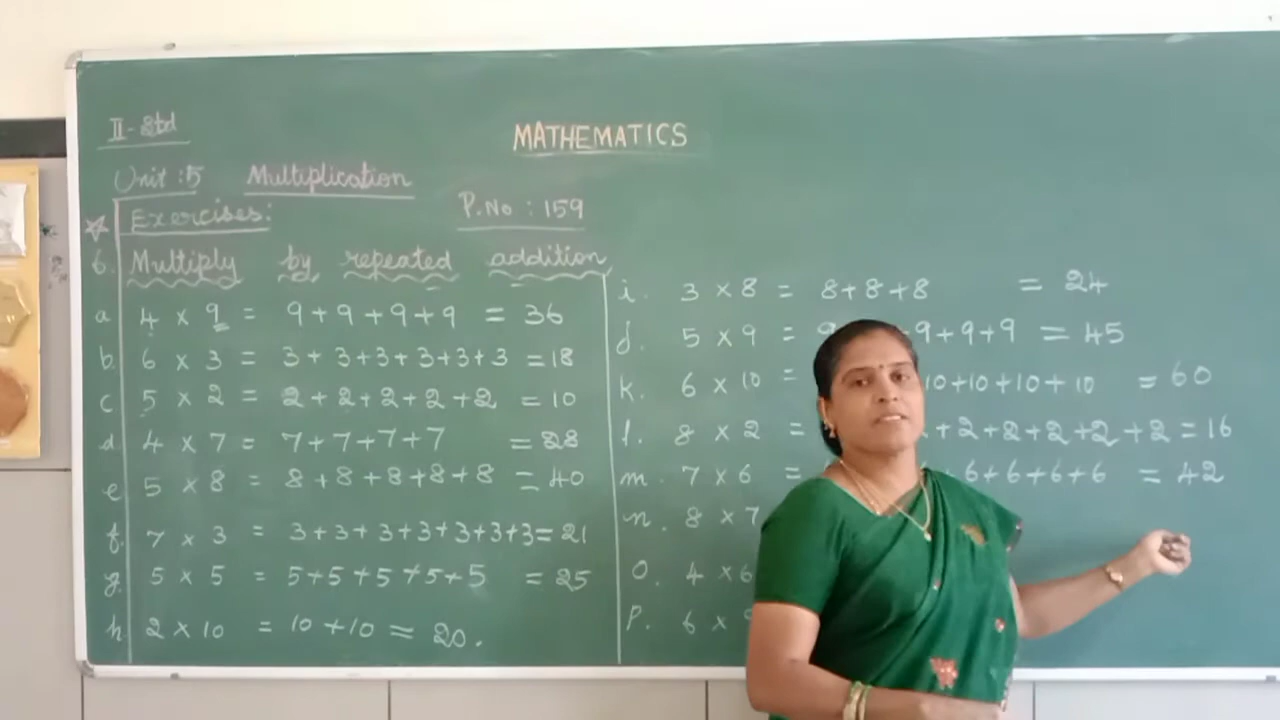 II - Std
MATHEMATICS
Unit : 5 Multiplication
Exercises: P.No : 159
6. Multiply by repeated addition
a 4 × 9 = 9+9+9+9 = 36
b. 6 × 3 = 3+3+3+3+3+3 = 18
c 5 × 2 = 2+2+2+2+2 = 10
d 4 × 7 = 7+7+7+7 = 28
e 5 × 8 = 8+8+8+8+8 = 40
f. 7 × 3 = 3+3+3+3+3+3+3 = 21
g. 5 × 5 = 5+5+5+5+5 = 25
h 2 × 10 = 10+10 = 20.
i. 3 × 8 = 8+8+8 = 24
j. 5 × 9 = 9+9+9 = 45
k. 6 × 10 = 10+10+10+10 = 60
l. 8 × 2 = +2+2+2+2+2 = 16
m. 7 × 6 = 6+6+6+6 = 42
n. 8 × 7
o. 4 × 6
p. 6 ×